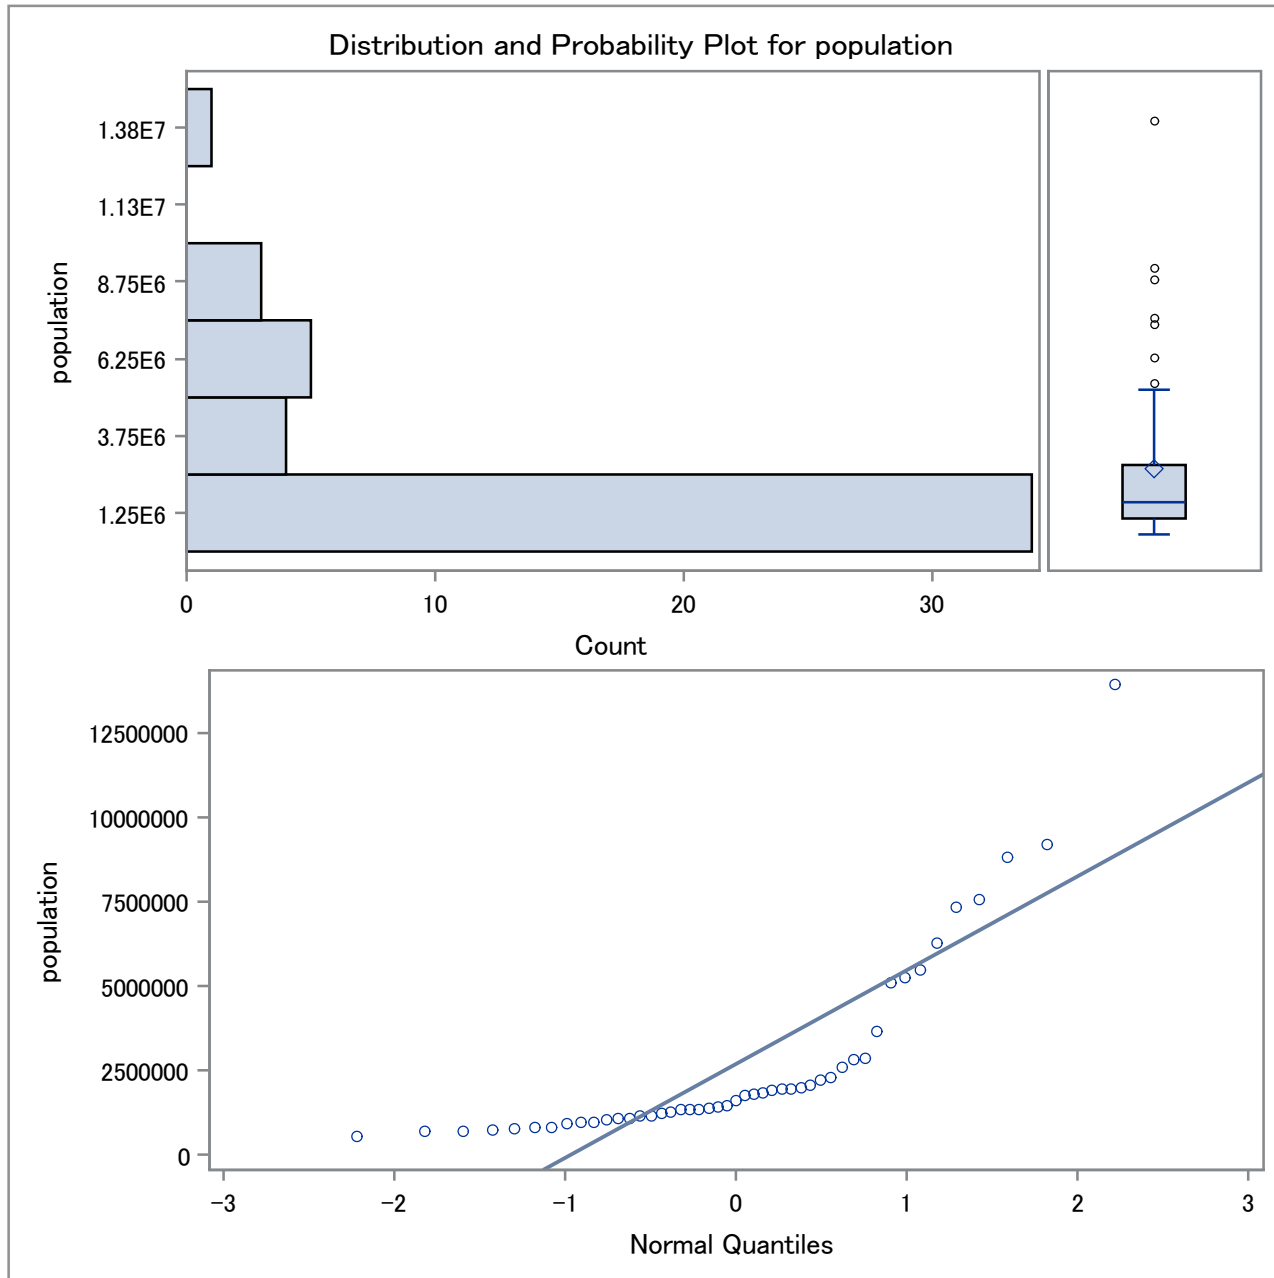 Distribution and Probability Plot for population
1.38E7
1.13E7
8.75E6
6.25E6
3.75E6
1.25E6
population
0 10 20 30
Count
12500000
10000000
7500000
5000000
2500000
0
population
-3 -2 -1 0 1 2 3
Normal Quantiles